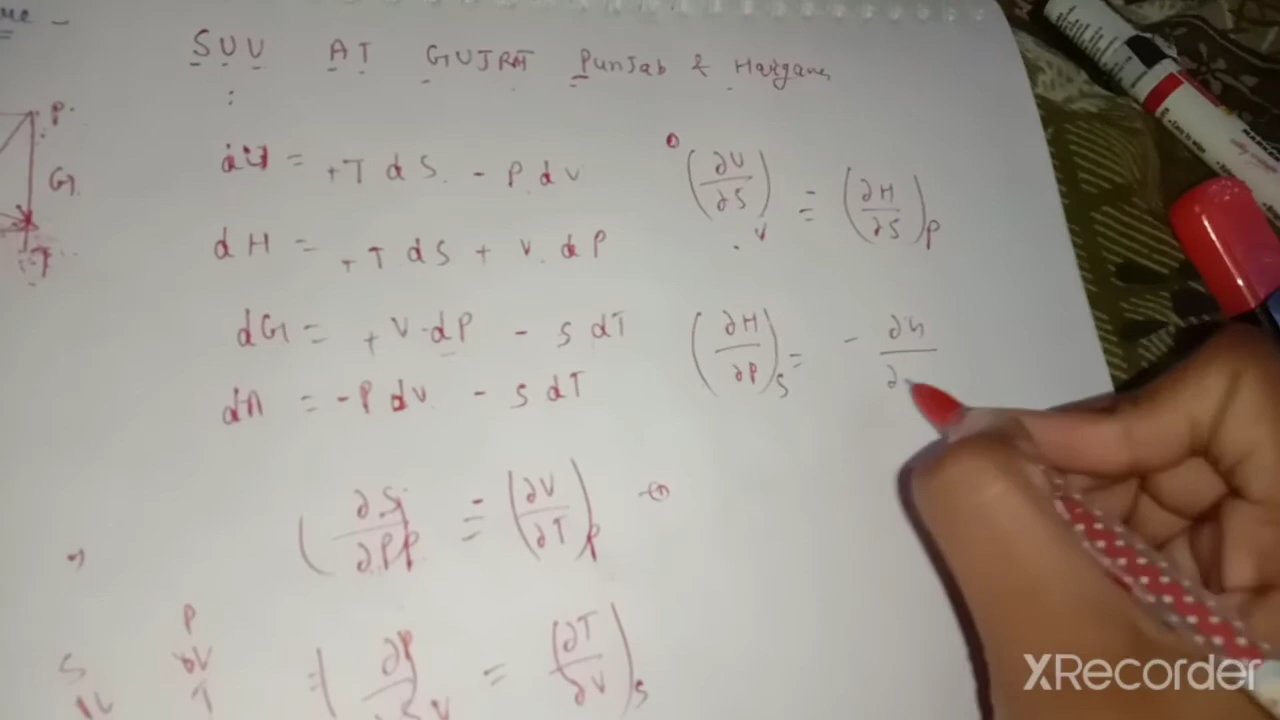 SUV AT GUJRAT Punjab & Haryana
:
P.
dU = +T dS - P dV
(∂U/∂S)V = (∂H/∂S)P
G
dH = +T dS + V. dP
T
dG = +V·dP - S dT
(∂H/∂P)S = - ∂G/∂
dA = -P dV - S dT
= (∂V/∂T)P
P
S
T
= (∂T/∂V)S
XRecorder